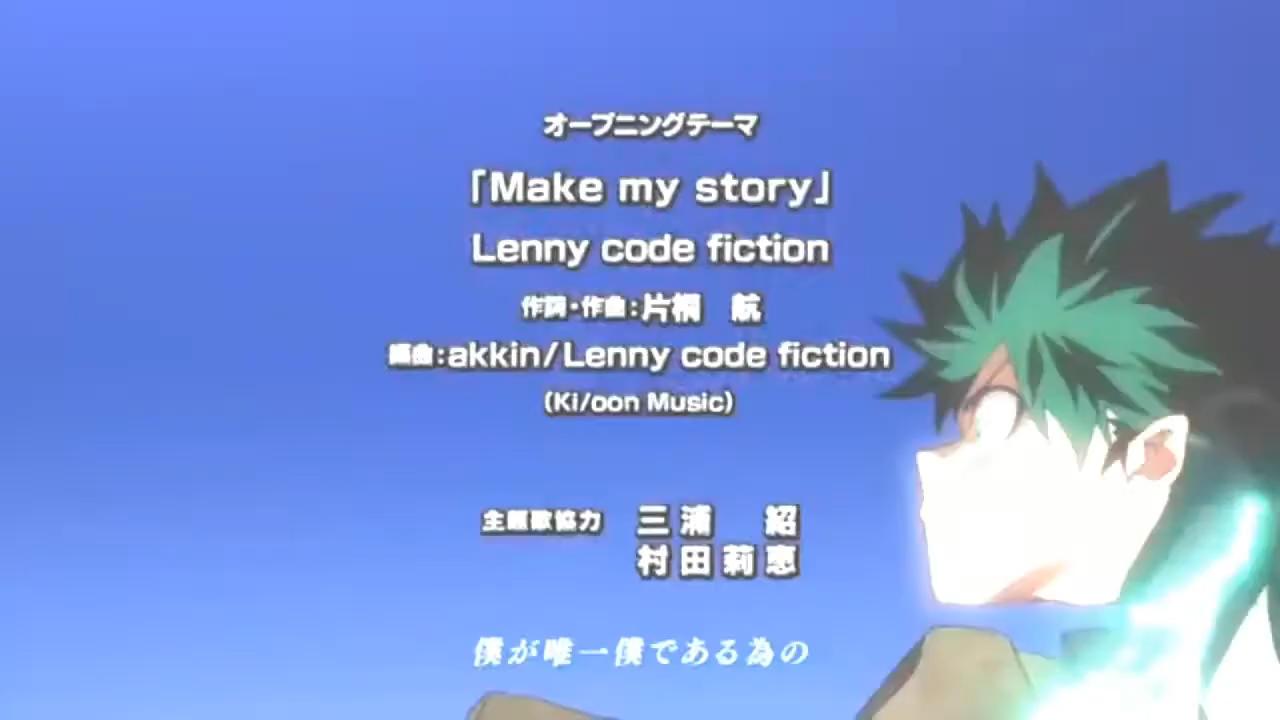 オープニングテーマ
「Make my story」
Lenny code fiction
作詞・作曲:片桐 航
編曲:akkin/Lenny code fiction
(Ki/oon Music)
主題歌協力 三浦 紹
村田莉恵
僕が唯一僕である為の